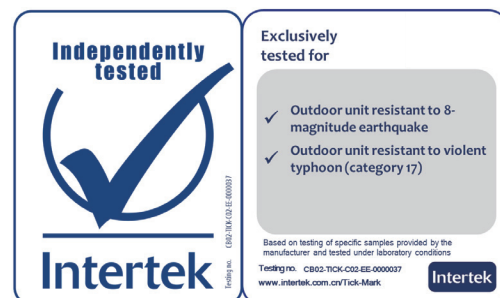 Independently
tested
Intertek
Testing no. CB02-TICK-C02-EE-0000037
Exclusively
tested for
✓ Outdoor unit resistant to 8-
magnitude earthquake
✓ Outdoor unit resistant to violent
typhoon (category 17)
Based on testing of specific samples provided by the
manufacturer and tested under laboratory conditions
Testing no. CB02-TICK-C02-EE-0000037
www.intertek.com.cn/Tick-Mark
Intertek